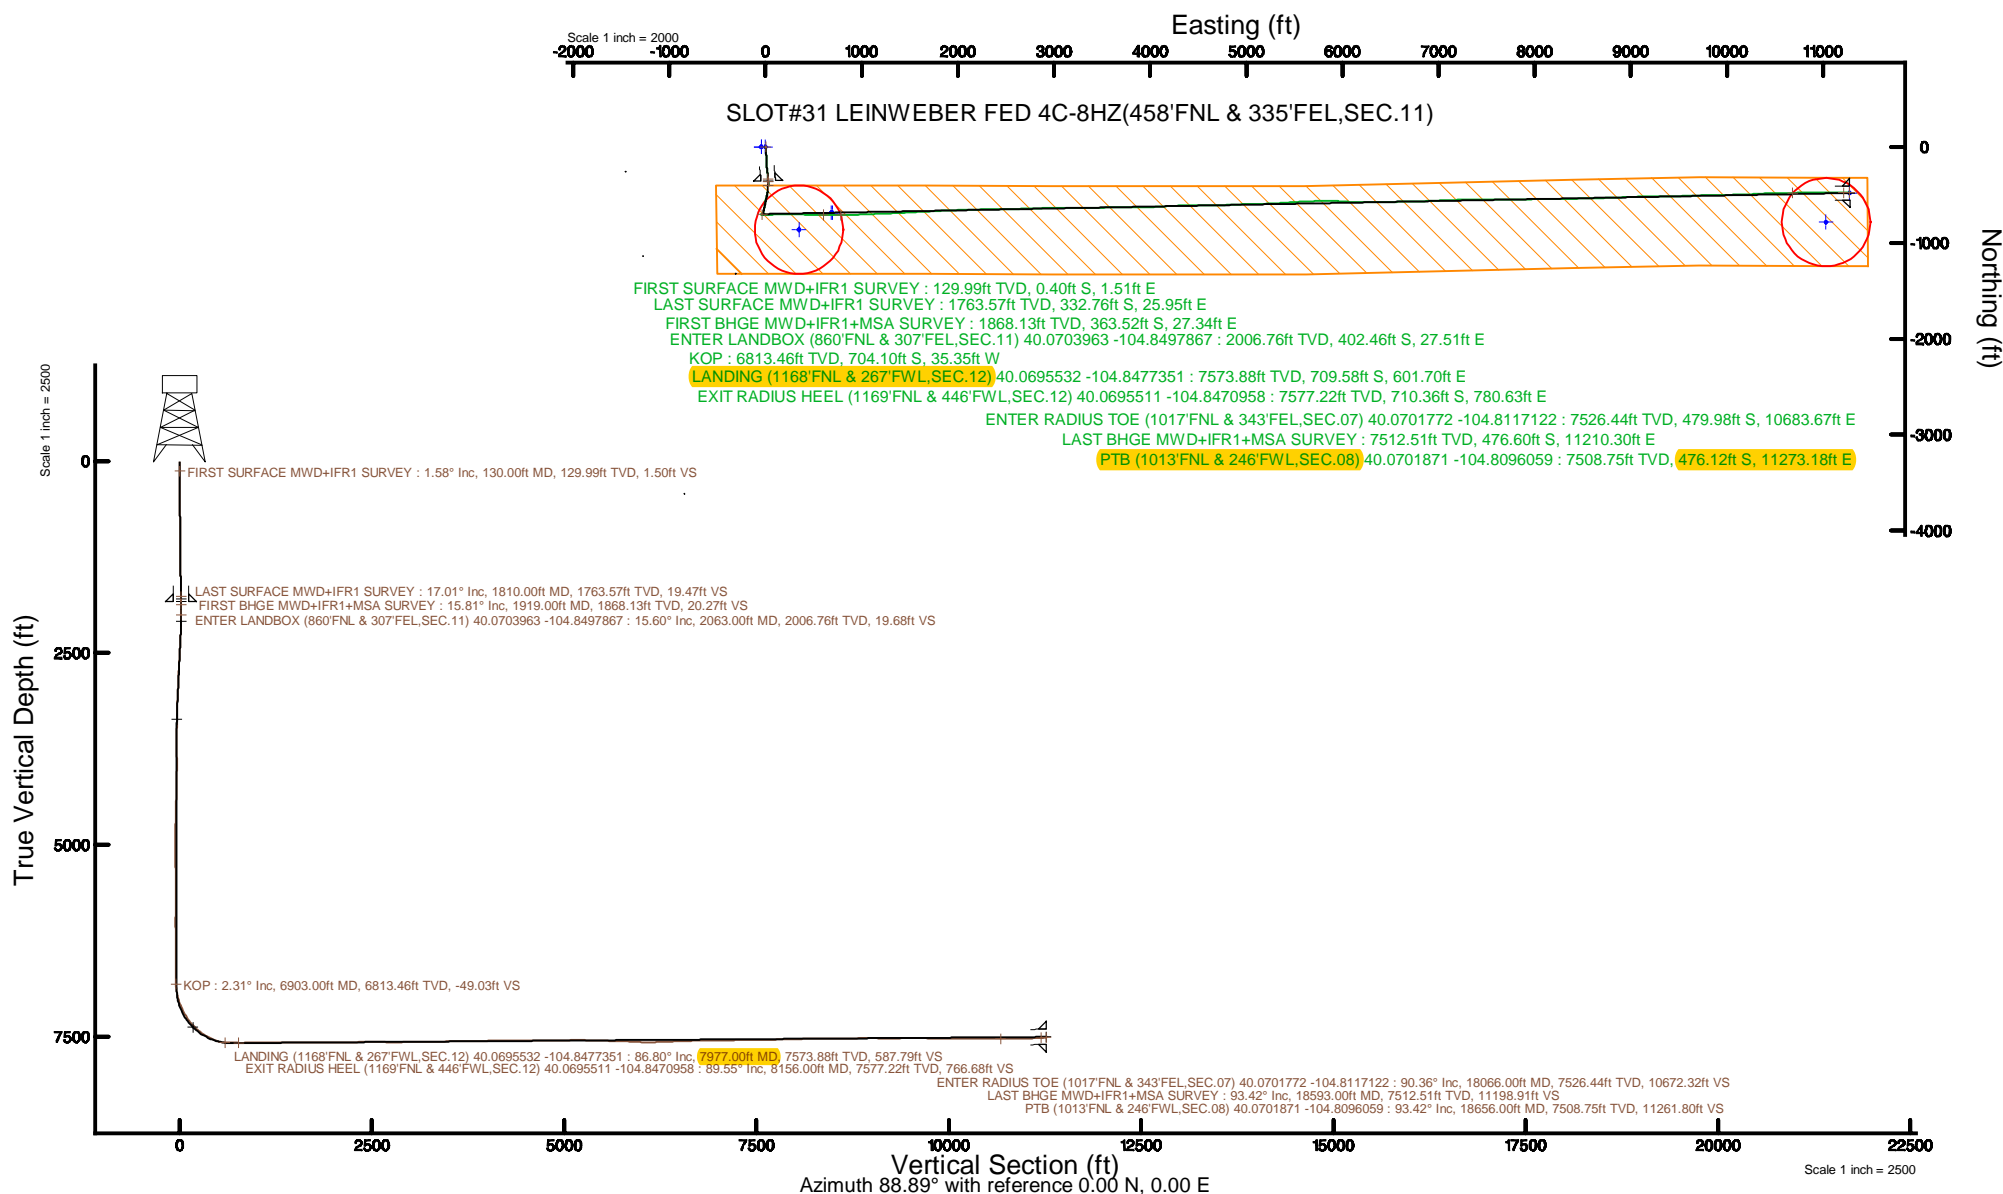 Easting (ft)
Scale 1 inch = 2000
-2000 -1000 0 1000 2000 3000 4000 5000 6000 7000 8000 9000 10000 11000
SLOT#31 LEINWEBER FED 4C-8HZ(458'FNL & 335'FEL,SEC.11)
0
-1000
-2000
-3000
-4000
Northing (ft)
FIRST SURFACE MWD+IFR1 SURVEY : 129.99ft TVD, 0.40ft S, 1.51ft E
LAST SURFACE MWD+IFR1 SURVEY : 1763.57ft TVD, 332.76ft S, 25.95ft E
FIRST BHGE MWD+IFR1+MSA SURVEY : 1868.13ft TVD, 363.52ft S, 27.34ft E
ENTER LANDBOX (860'FNL & 307'FEL,SEC.11) 40.0703963 -104.8497867 : 2006.76ft TVD, 402.46ft S, 27.51ft E
KOP : 6813.46ft TVD, 704.10ft S, 35.35ft W
LANDING (1168'FNL & 267'FWL,SEC.12) 40.0695532 -104.8477351 : 7573.88ft TVD, 709.58ft S, 601.70ft E
EXIT RADIUS HEEL (1169'FNL & 446'FWL,SEC.12) 40.0695511 -104.8470958 : 7577.22ft TVD, 710.36ft S, 780.63ft E
ENTER RADIUS TOE (1017'FNL & 343'FEL,SEC.07) 40.0701772 -104.8117122 : 7526.44ft TVD, 479.98ft S, 10683.67ft E
LAST BHGE MWD+IFR1+MSA SURVEY : 7512.51ft TVD, 476.60ft S, 11210.30ft E
PTB (1013'FNL & 246'FWL,SEC.08) 40.0701871 -104.8096059 : 7508.75ft TVD, 476.12ft S, 11273.18ft E
Scale 1 inch = 2500
True Vertical Depth (ft)
0
2500
5000
7500
FIRST SURFACE MWD+IFR1 SURVEY : 1.58° Inc, 130.00ft MD, 129.99ft TVD, 1.50ft VS
LAST SURFACE MWD+IFR1 SURVEY : 17.01° Inc, 1810.00ft MD, 1763.57ft TVD, 19.47ft VS
FIRST BHGE MWD+IFR1+MSA SURVEY : 15.81° Inc, 1919.00ft MD, 1868.13ft TVD, 20.27ft VS
ENTER LANDBOX (860'FNL & 307'FEL,SEC.11) 40.0703963 -104.8497867 : 15.60° Inc, 2063.00ft MD, 2006.76ft TVD, 19.68ft VS
KOP : 2.31° Inc, 6903.00ft MD, 6813.46ft TVD, -49.03ft VS
LANDING (1168'FNL & 267'FWL,SEC.12) 40.0695532 -104.8477351 : 86.80° Inc, 7977.00ft MD, 7573.88ft TVD, 587.79ft VS
EXIT RADIUS HEEL (1169'FNL & 446'FWL,SEC.12) 40.0695511 -104.8470958 : 89.55° Inc, 8156.00ft MD, 7577.22ft TVD, 766.68ft VS
ENTER RADIUS TOE (1017'FNL & 343'FEL,SEC.07) 40.0701772 -104.8117122 : 90.36° Inc, 18066.00ft MD, 7526.44ft TVD, 10672.32ft VS
LAST BHGE MWD+IFR1+MSA SURVEY : 93.42° Inc, 18593.00ft MD, 7512.51ft TVD, 11198.91ft VS
PTB (1013'FNL & 246'FWL,SEC.08) 40.0701871 -104.8096059 : 93.42° Inc, 18656.00ft MD, 7508.75ft TVD, 11261.80ft VS
0 2500 5000 7500 10000 12500 15000 17500 20000 22500
Vertical Section (ft)
Scale 1 inch = 2500
Azimuth 88.89° with reference 0.00 N, 0.00 E